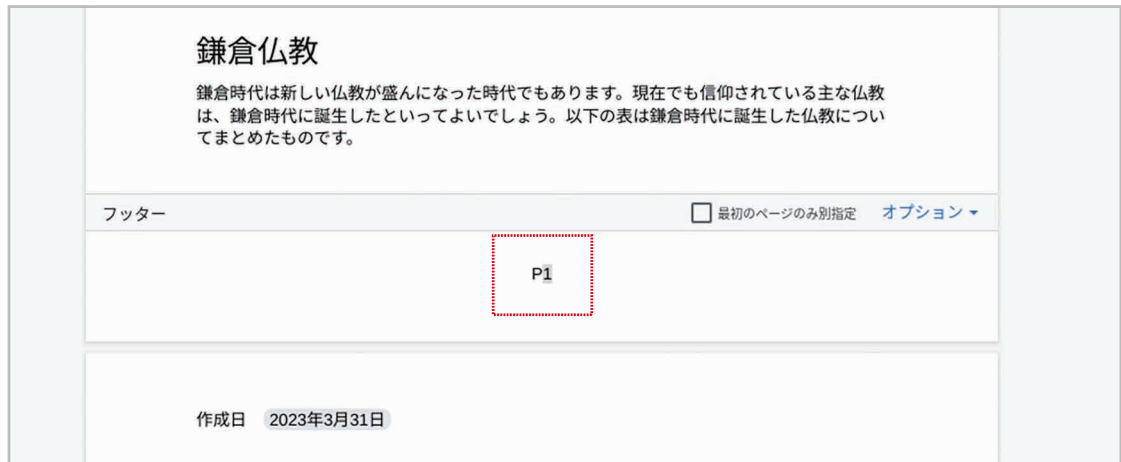 鎌倉仏教
鎌倉時代は新しい仏教が盛んになった時代でもあります。現在でも信仰されている主な仏教
は、鎌倉時代に誕生したといってよいでしょう。以下の表は鎌倉時代に誕生した仏教につい
てまとめたものです。
フッター 最初のページのみ別指定 オプション
P1
作成日 2023年3月31日